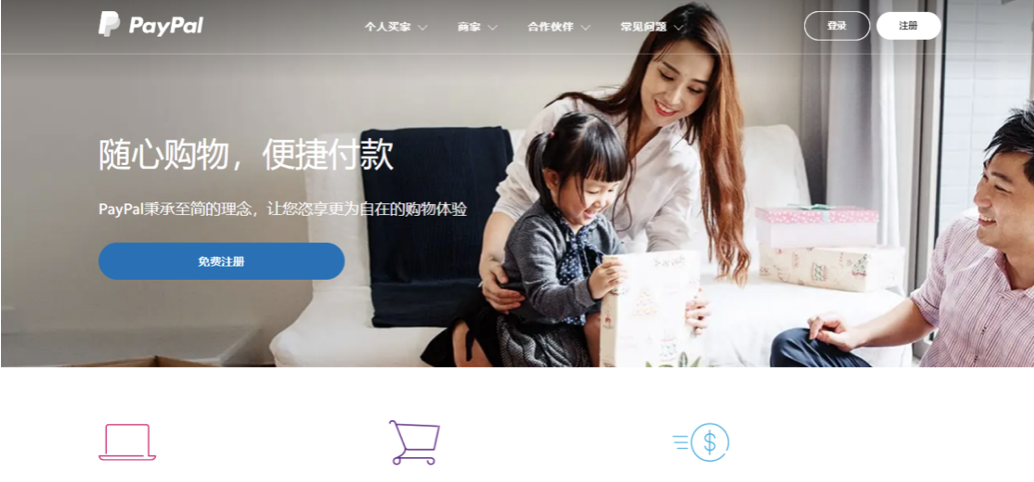 PayPal
个人买家
商家
合作伙伴
常见问题
登录
注册
随心购物，便捷付款
PayPal秉承至简的理念，让您恣享更为自在的购物体验
免费注册
$